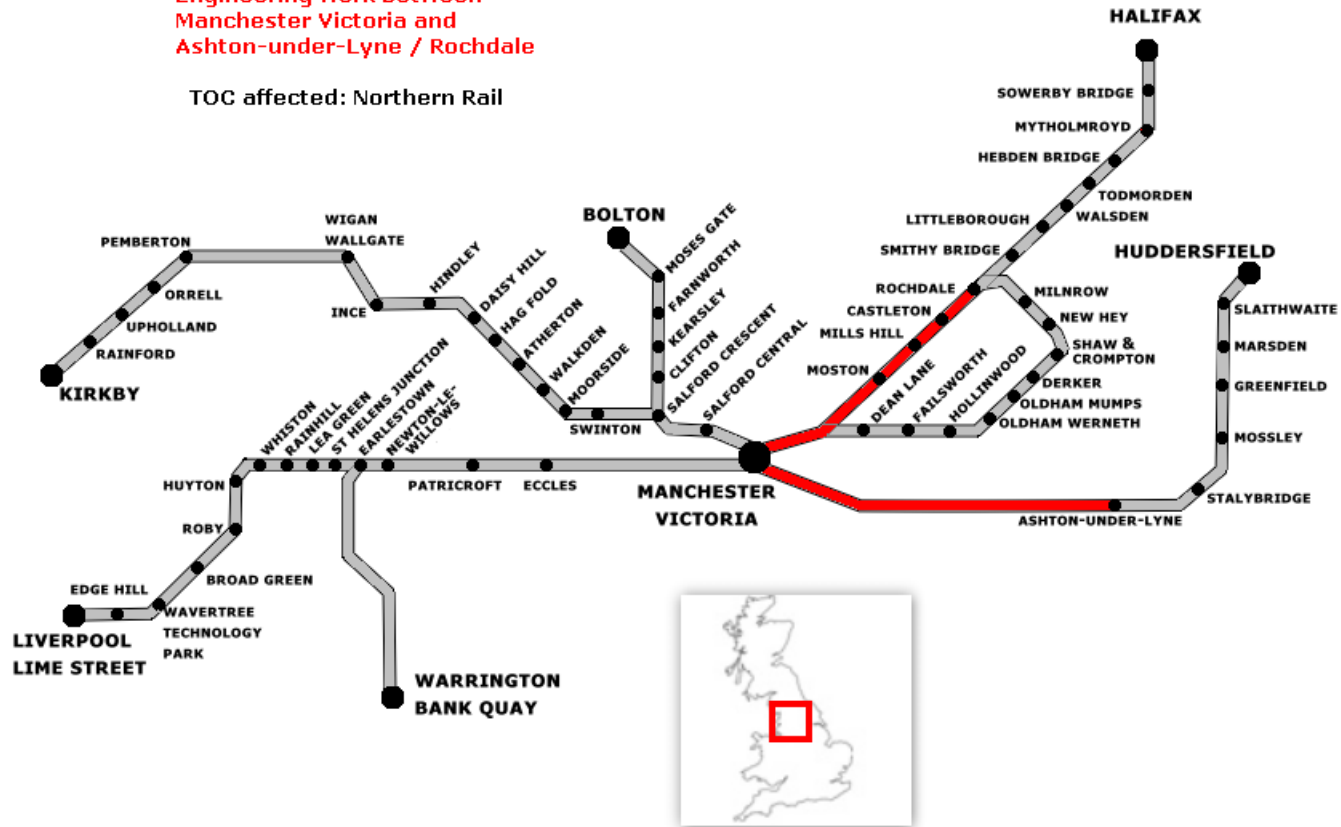 Manchester Victoria and
Ashton-under-Lyne / Rochdale
TOC affected: Northern Rail
HALIFAX
SOWERBY BRIDGE
MYTHOLMROYD
HEBDEN BRIDGE
TODMORDEN
WALSDEN
LITTLEBOROUGH
SMITHY BRIDGE
ROCHDALE
CASTLETON
MILLS HILL
MOSTON
MILNROW
NEW HEY
SHAW &
CROMPTON
DERKER
OLDHAM MUMPS
OLDHAM WERNETH
HOLLINWOOD
FAILSWORTH
DEAN LANE
HUDDERSFIELD
SLAITHWAITE
MARSDEN
GREENFIELD
MOSSLEY
STALYBRIDGE
ASHTON-UNDER-LYNE
BOLTON
MOSES GATE
FARNWORTH
KEARSLEY
CLIFTON
SALFORD CRESCENT
SALFORD CENTRAL
WIGAN
WALLGATE
PEMBERTON
ORRELL
UPHOLLAND
RAINFORD
KIRKBY
INCE
HINDLEY
DAISY HILL
HAG FOLD
ATHERTON
WALKDEN
MOORSIDE
SWINTON
MANCHESTER
VICTORIA
WHISTON
RAINHILL
LEA GREEN
ST HELENS JUNCTION
EARLESTOWN
NEWTON-LE-
WILLOWS
PATRICROFT
ECCLES
HUYTON
ROBY
BROAD GREEN
EDGE HILL
WAVERTREE
TECHNOLOGY
PARK
LIVERPOOL
LIME STREET
WARRINGTON
BANK QUAY